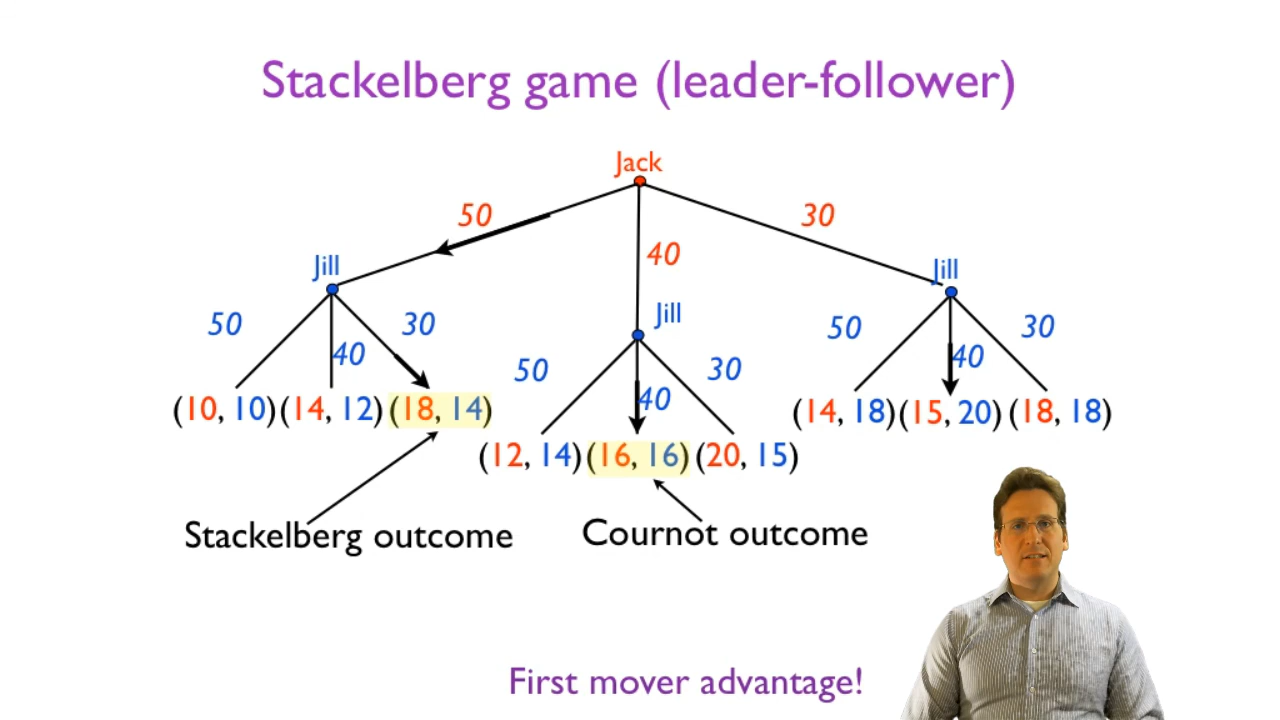 Stackelberg game (leader-follower)
Jack
50
30
40
Jill
Jill
Jill
50
40
30
50
40
30
50
40
30
(10, 10) (14, 12) (18, 14)
(12, 14) (16, 16) (20, 15)
(14, 18) (15, 20) (18, 18)
Stackelberg outcome
Cournot outcome
First mover advantage!